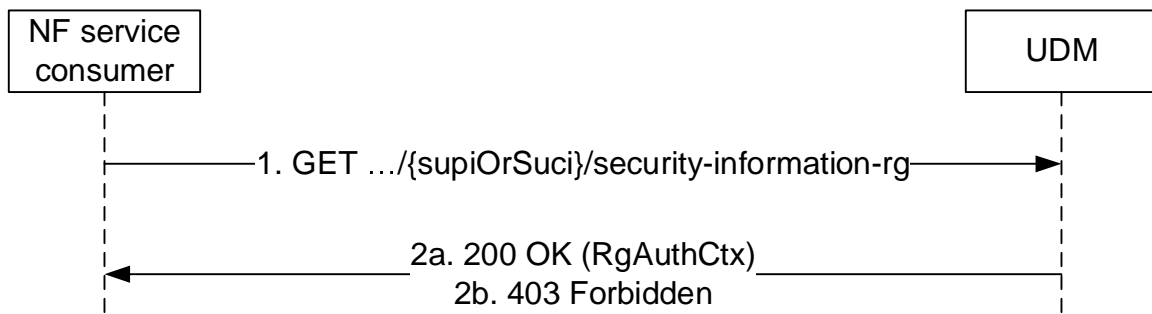 NF service
consumer
UDM
1. GET …/{supiOrSuci}/security-information-rg
2a. 200 OK (RgAuthCtx)
2b. 403 Forbidden